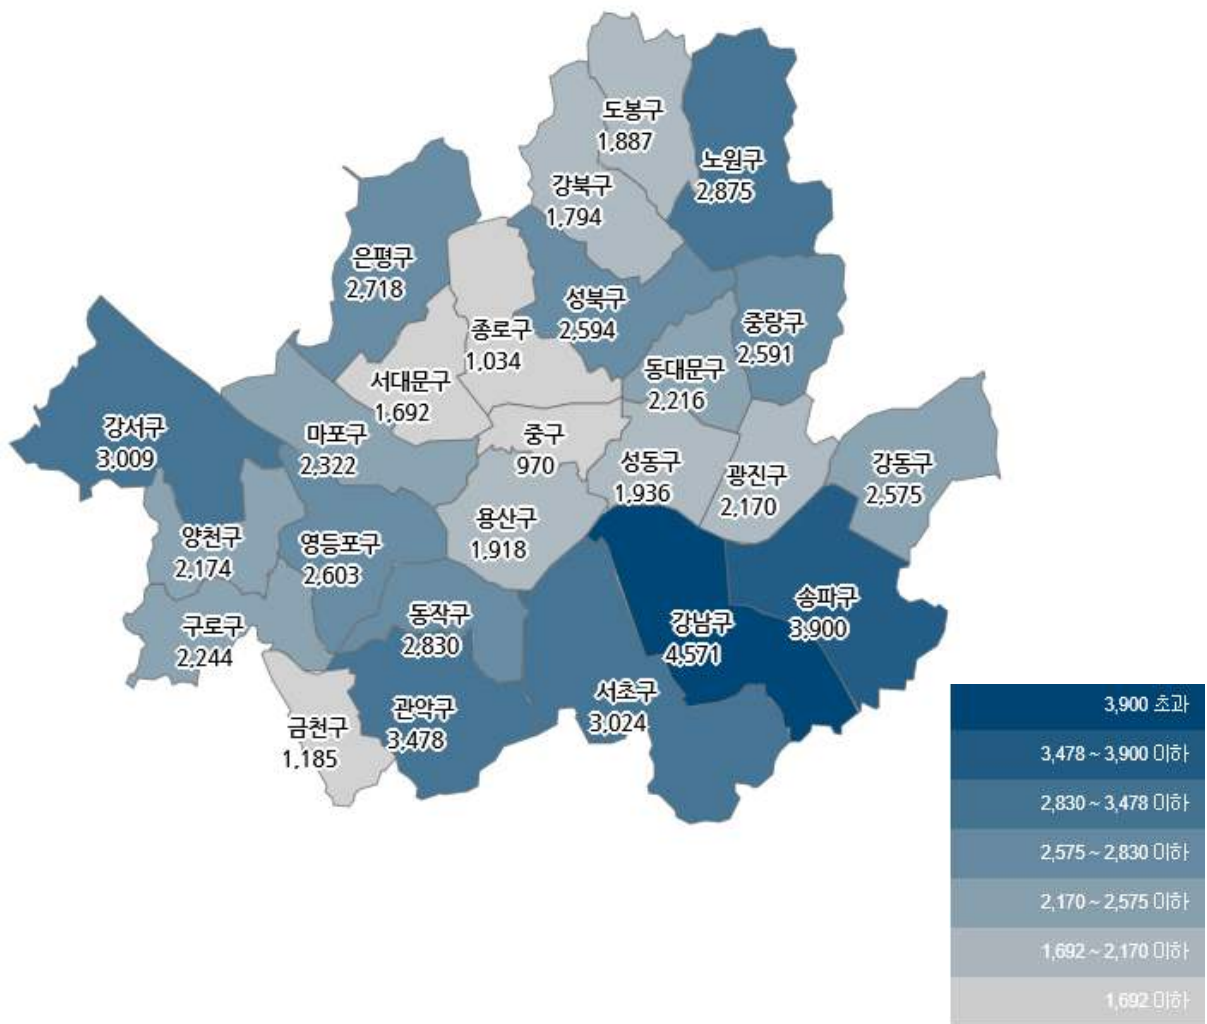 도봉구
1,887
노원구
2,875
강북구
1,794
은평구
2,718
성북구
2,594
중랑구
2,591
종로구
1,034
동대문구
2,216
서대문구
1,692
강서구
3,009
마포구
2,322
중구
970
성동구
1,936
광진구
2,170
강동구
2,575
용산구
1,918
양천구
2,174
영등포구
2,603
구로구
2,244
동작구
2,830
강남구
4,571
송파구
3,900
금천구
1,185
관악구
3,478
서초구
3,024
3,900 초과
3,478 ~ 3,900 이하
2,830 ~ 3,478 이하
2,575 ~ 2,830 이하
2,170 ~ 2,575 이하
1,692 ~ 2,170 이하
1,692 이하